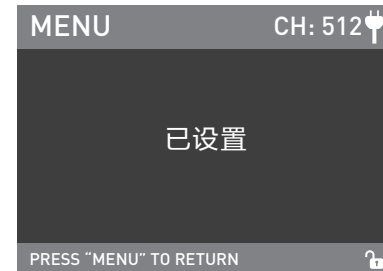 MENU
CH: 512
已设置
PRESS “MENU” TO RETURN